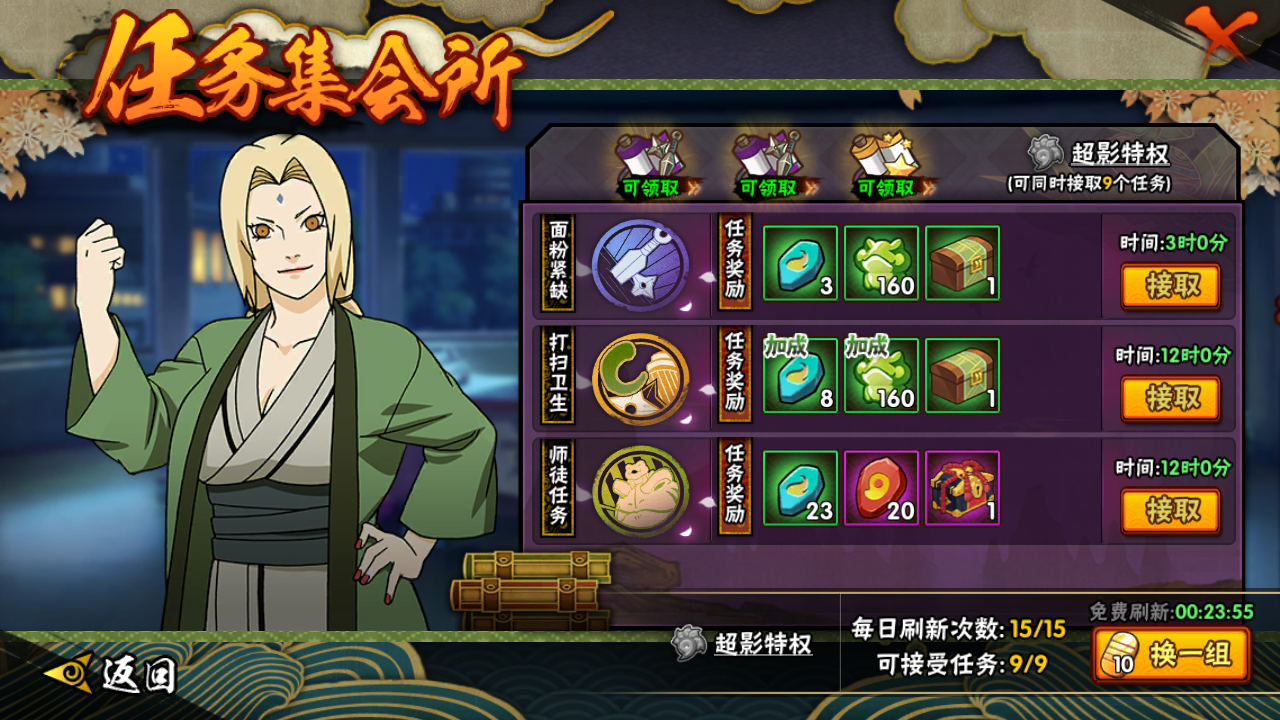 任务集会所
可领取
可领取
可领取
超影特权
(可同时接取9个任务)
面粉紧缺
任务奖励
3
160
1
时间:3时0分
接取
打扫卫生
任务奖励
加成
8
加成
160
1
时间:12时0分
接取
师徒任务
任务奖励
23
20
1
时间:12时0分
接取
免费刷新:00:23:55
超影特权
每日刷新次数:15/15
可接受任务:9/9
10
换一组
返回